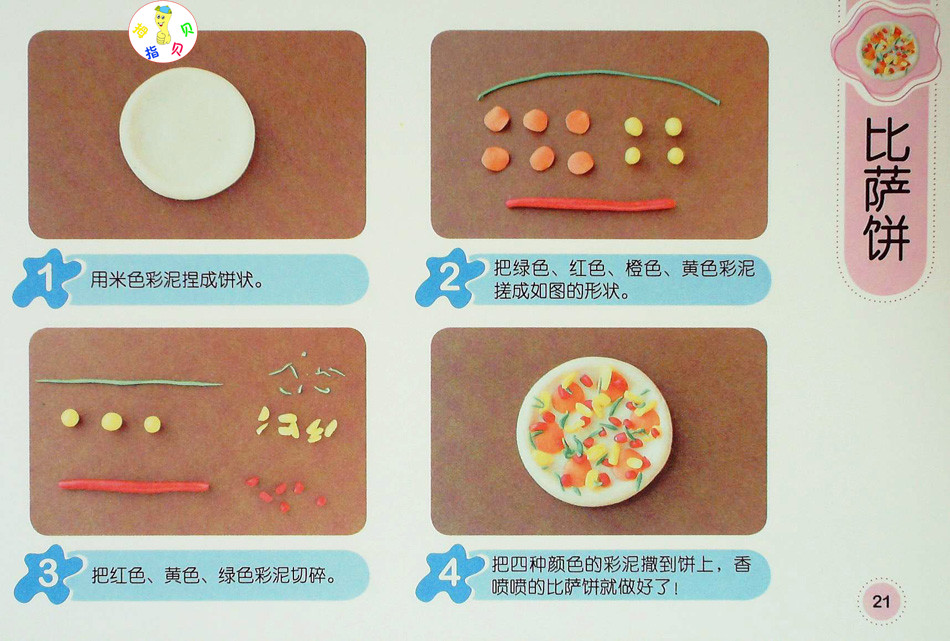 指
贝
贝
比萨饼
1
用米色彩泥捏成饼状。
2
把绿色、红色、橙色、黄色彩泥
搓成如图的形状。
3
把红色、黄色、绿色彩泥切碎。
4
把四种颜色的彩泥撒到饼上，香
喷喷的比萨饼就做好了！
21